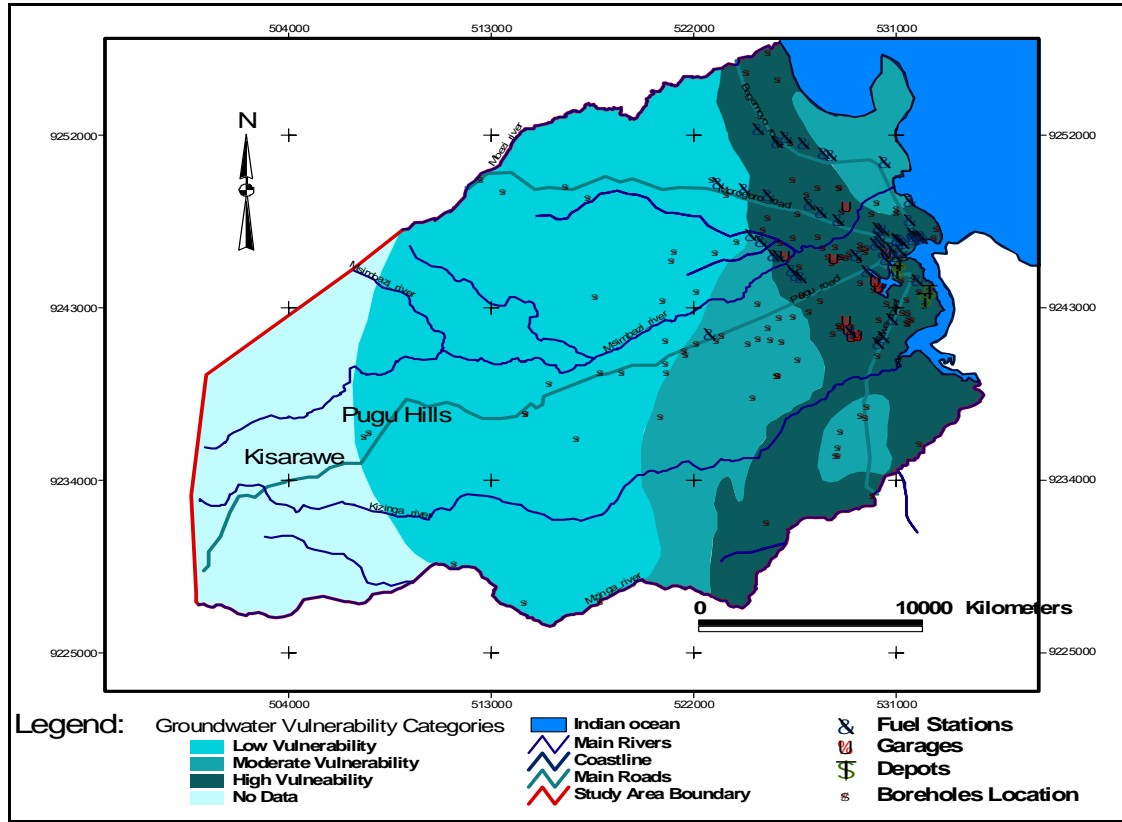 504000 513000 522000 531000
N
9252000 9252000
Bagamoyo road
Mbezi river
Morogoro road
Msimbazi river
9243000 9243000
Pugu road
Msimbazi river
Pugu Hills
Kisarawe
9234000 9234000
Kizinga river
Mzinga river
0 10000 Kilometers
9225000 9225000
504000 513000 522000 531000
Legend:
Groundwater Vulnerability Categories
Low Vulnerability
Moderate Vulnerability
High Vulneability
No Data
Indian ocean
Main Rivers
Coastline
Main Roads
Study Area Boundary
Fuel Stations
Garages
Depots
Boreholes Location